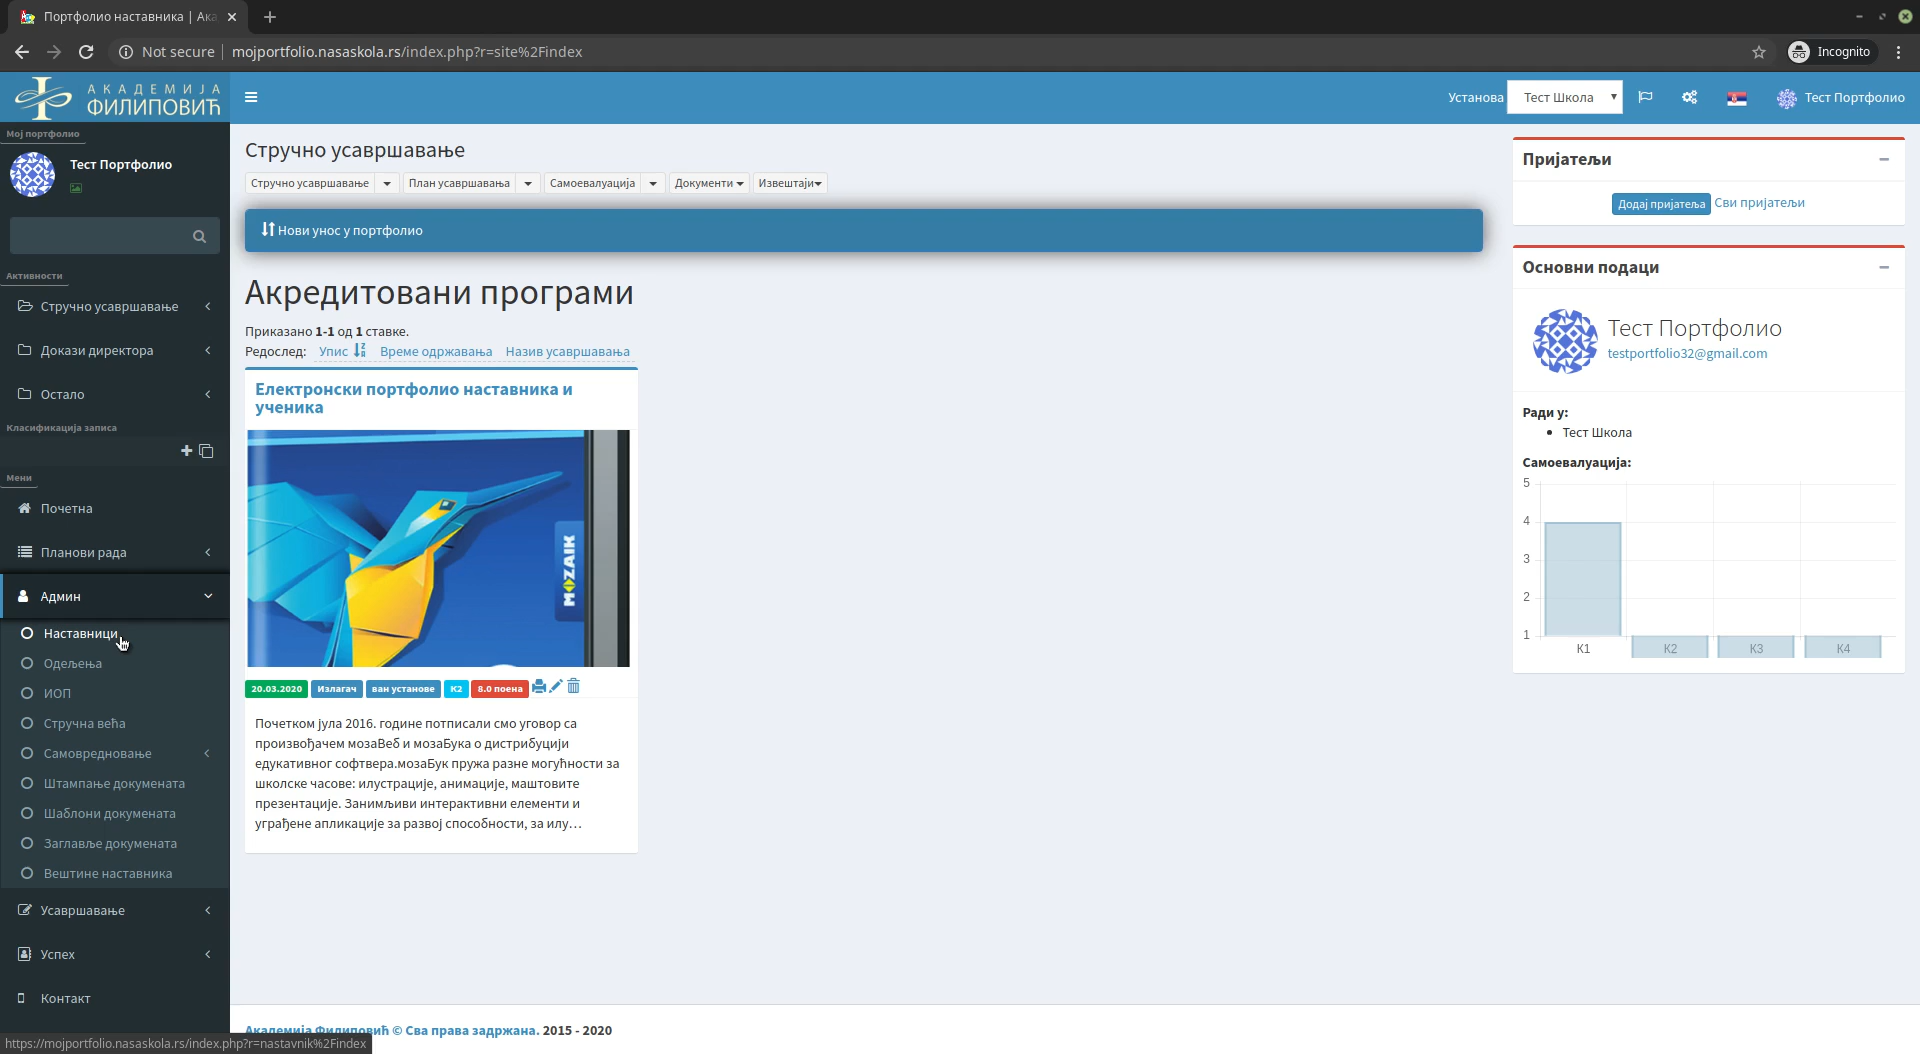 Портфолио наставника | Ака
Not secure | mojportfolio.nasaskola.rs/index.php?r=site%2Findex
Incognito
АКАДЕМИЈА
ФИЛИПОВИЋ
Установа
Тест Школа
Тест Портфолио
Мој портфолио
Тест Портфолио
Активности
Стручно усавршавање
Докази директора
Остало
Класификација записа
Мени
Почетна
Планови рада
Админ
Наставници
Одељења
ИОП
Стручна већа
Самовредновање
Штампање докумената
Шаблони докумената
Заглавље докумената
Вештине наставника
Усавршавање
Успех
Контакт
https://mojportfolio.nasaskola.rs/index.php?r=nastavnik%2Findex
Стручно усавршавање
Стручно усавршавање
План усавршавања
Самоевалуација
Документи
Извештаји
Нови унос у портфолио
Акредитовани програми
Приказано 1-1 од 1 ставке.
Редослед: Упис Време одржавања Назив усавршавања
Електронски портфолио наставника и
ученика
MOZAIK
20.03.2020
Излагач
ван установе
К2
8.0 поена
Почетком јула 2016. године потписали смо уговор са
произвођачем мозаВеб и мозаБука о дистрибуцији
едукативног софтвера.мозаБук пружа разне могућности за
школске часове: илустрације, анимације, маштовите
презентације. Занимљиви интерактивни елементи и
уграђене апликације за развој способности, за илу…
Академија Филиповић © Сва права задржана. 2015 - 2020
Пријатељи
Додај пријатеља
Сви пријатељи
Основни подаци
Тест Портфолио
testportfolio32@gmail.com
Ради у:
Тест Школа
Самоевалуација:
5
4
3
2
1
К1
К2
К3
К4